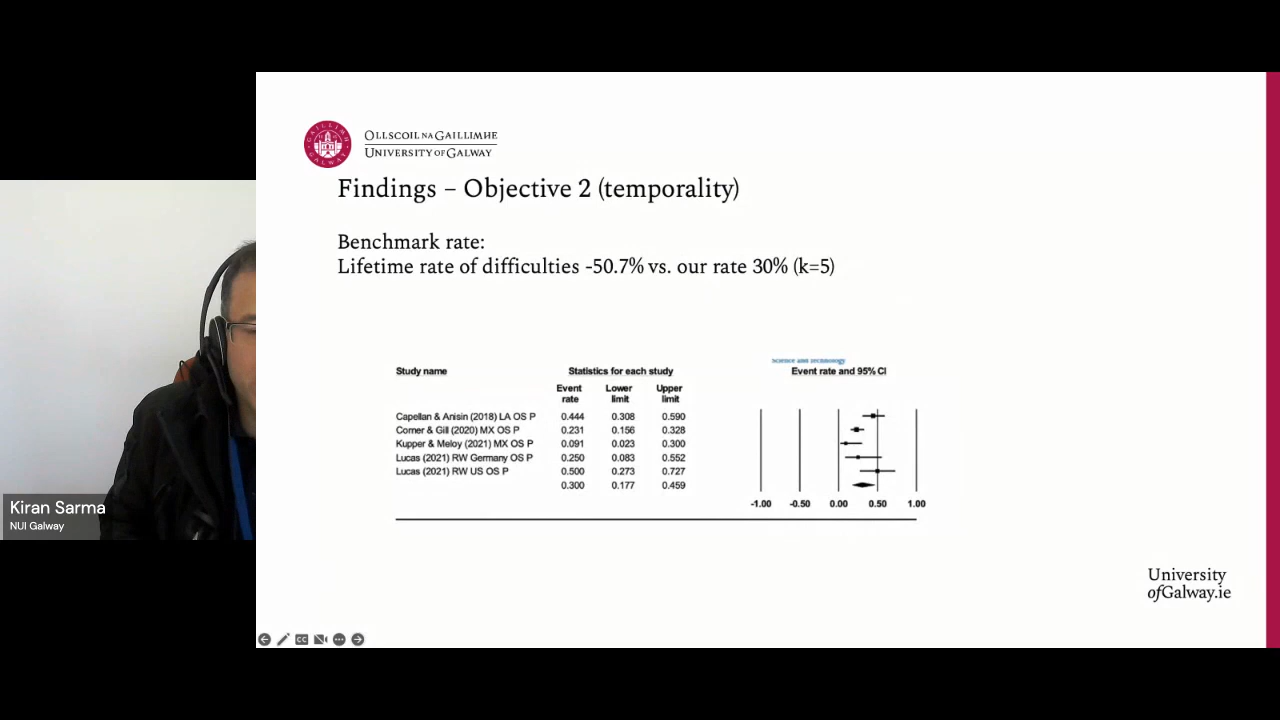 OLLSCOIL NA GAILLIMHE
UNIVERSITY OF GALWAY
Findings – Objective 2 (temporality)
Benchmark rate:
Lifetime rate of difficulties -50.7% vs. our rate 30% (k=5)
Science and technology
Study name Statistics for each study Event rate and 95% CI
Event rate Lower limit Upper limit
Capellan & Anisin (2018) LA OS P 0.444 0.308 0.590
Corner & Gill (2020) MX OS P 0.231 0.156 0.328
Kupper & Meloy (2021) MX OS P 0.091 0.023 0.300
Lucas (2021) RW Germany OS P 0.250 0.083 0.552
Lucas (2021) RW US OS P 0.500 0.273 0.727
0.300 0.177 0.459
-1.00 -0.50 0.00 0.50 1.00
Kiran Sarma
NUI Galway
University
ofGalway.ie